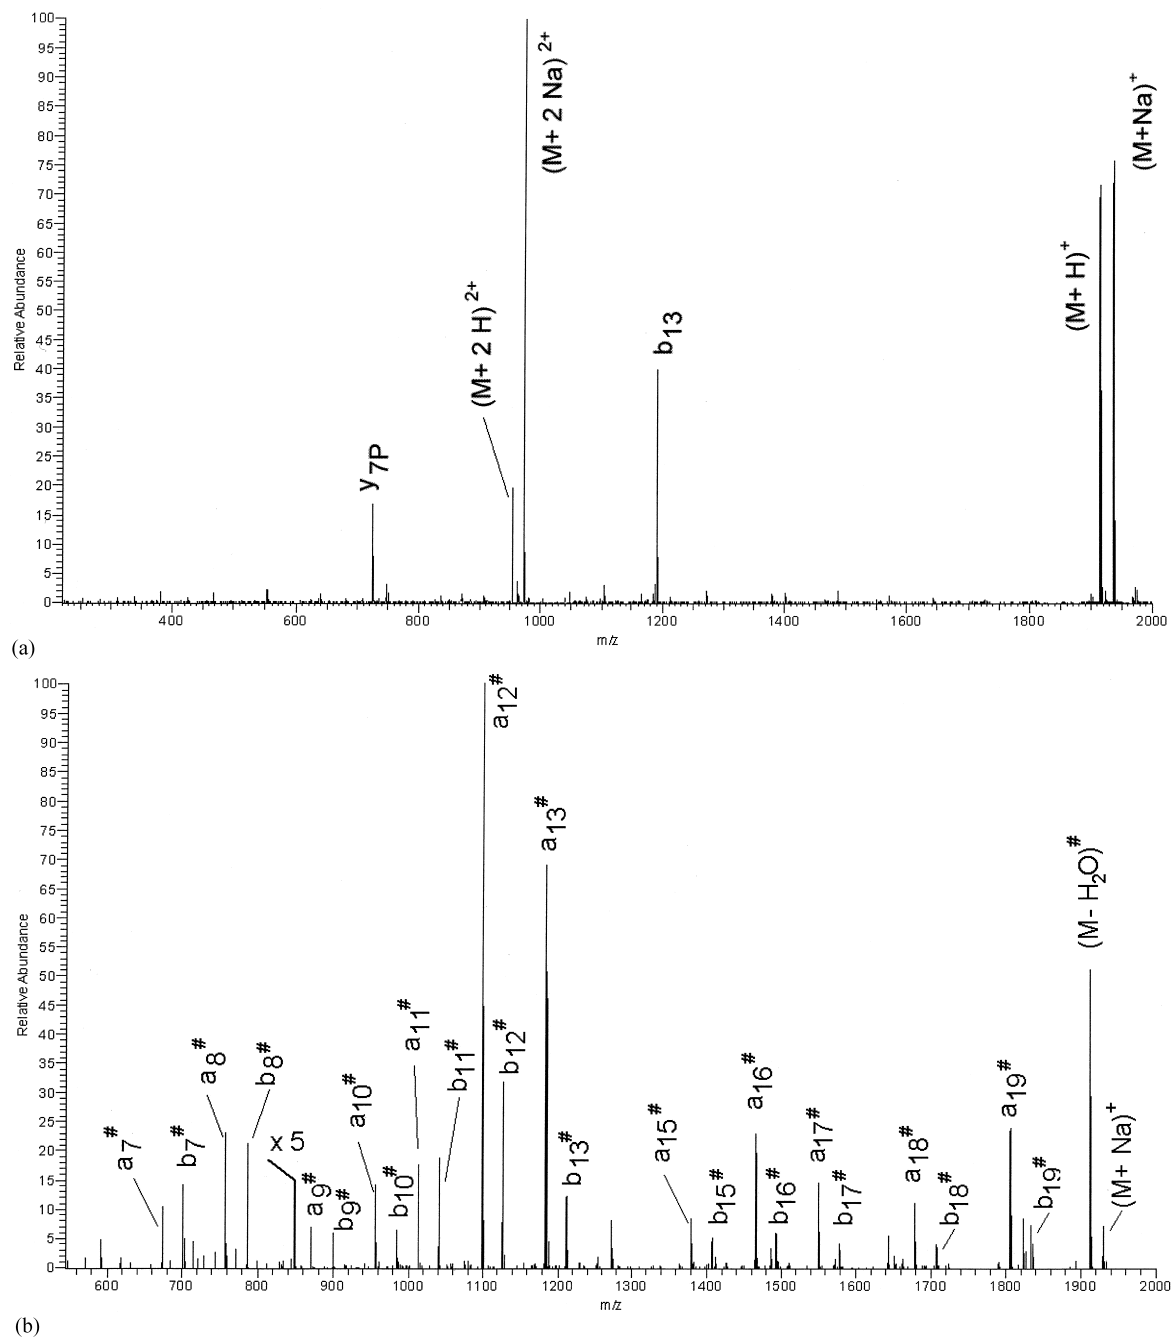 100
95
90
85
80
75
70
65
60
55
50
45
40
35
30
25
20
15
10
5
0
Relative Abundance
y7P
(M+ 2 H)2+
(M+ 2 Na)2+
b13
(M+ H)+
(M+Na)+
400 600 800 1000 1200 1400 1600 1800 2000
m/z
(a)
100
95
90
85
80
75
70
65
60
55
50
45
40
35
30
25
20
15
10
5
0
Relative Abundance
a7#
b7#
a8#
b8#
x 5
a9#
b9#
a10#
b10#
a11#
b11#
a12#
b12#
a13#
b13#
a15#
b15#
a16#
b16#
a17#
b17#
a18#
b18#
a19#
b19#
(M- H2O)#
(M+ Na)+
600 700 800 900 1000 1100 1200 1300 1400 1500 1600 1700 1800 1900 2000
m/z
(b)